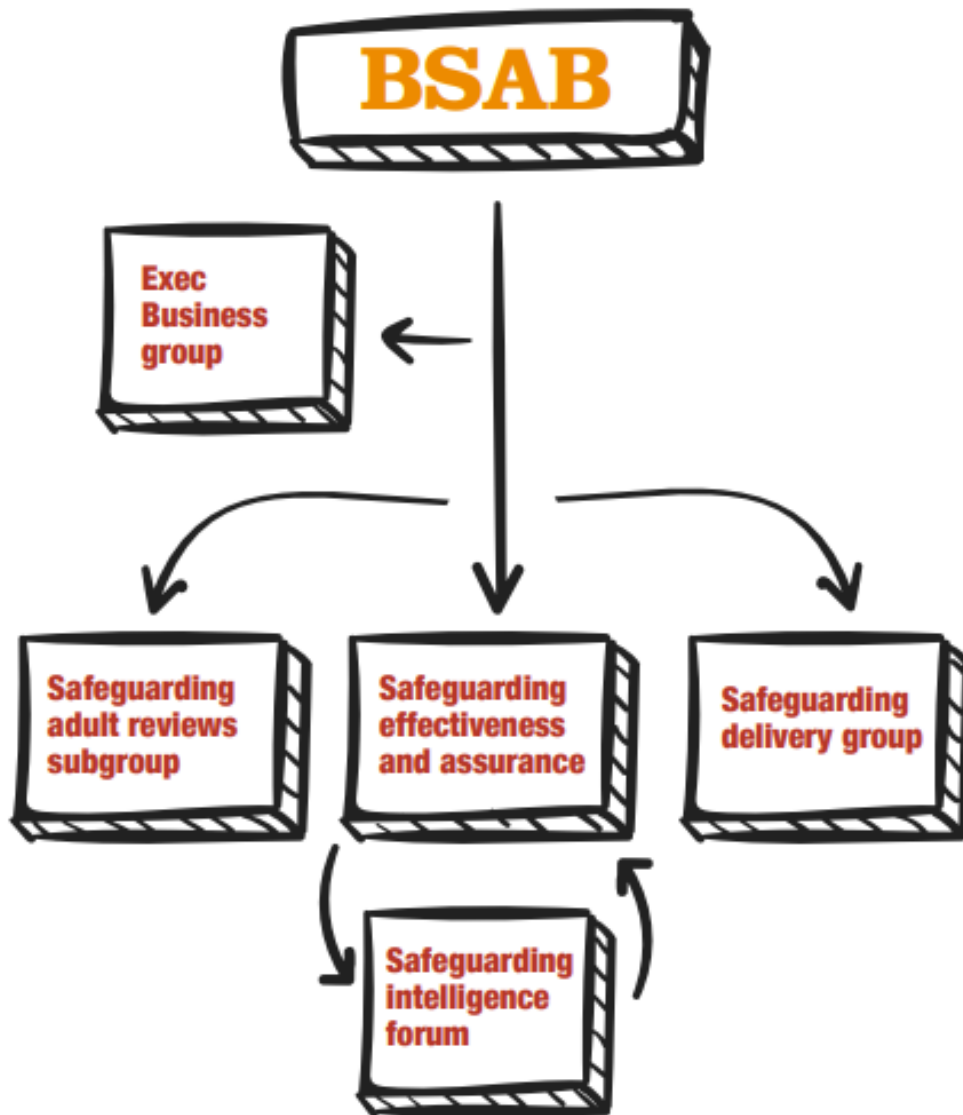 BSAB
Exec
Business
group
Safeguarding
adult reviews
subgroup
Safeguarding
effectiveness
and assurance
Safeguarding
delivery group
Safeguarding
intelligence
forum